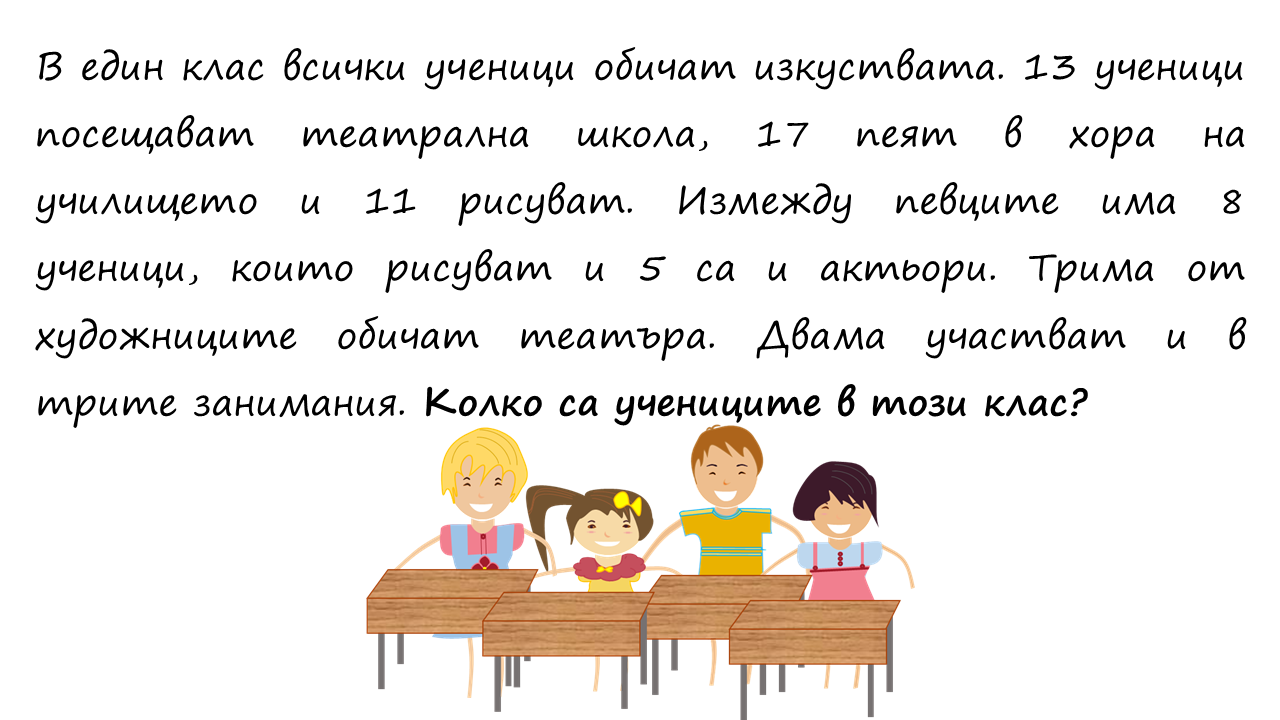 В един клас всички ученици обичат изкуствата. 13 ученици
посещават театрална школа, 17 пеят в хора на
училището и 11 рисуват. Измежду певците има 8
ученици, които рисуват и 5 са и актьори. Трима от
художниците обичат театъра. Двама участват и в
трите занимания. Колко са учениците в този клас?